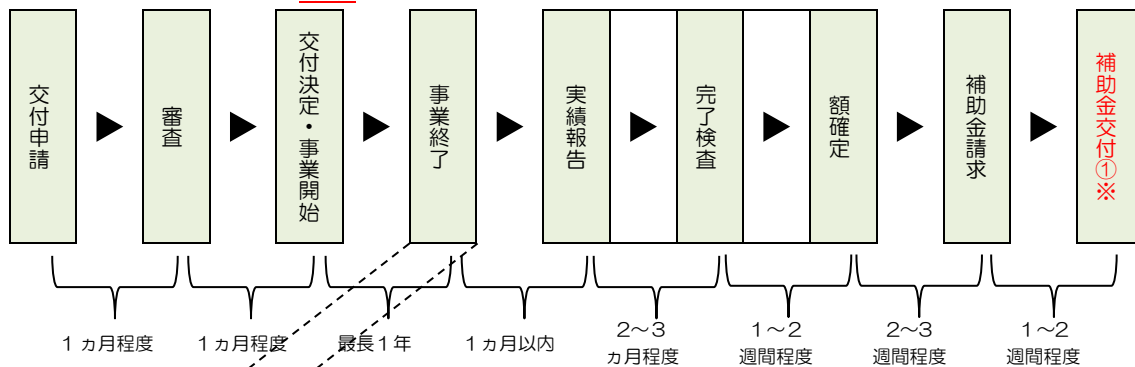 交付申請
審査
交付決定・事業開始
事業終了
実績報告
完了検査
額確定
補助金請求
補助金交付①※
１ヵ月程度
１ヵ月程度
最長１年
１ヵ月以内
２～３
ヵ月程度
１～２
週間程度
２～３
週間程度
１～２
週間程度